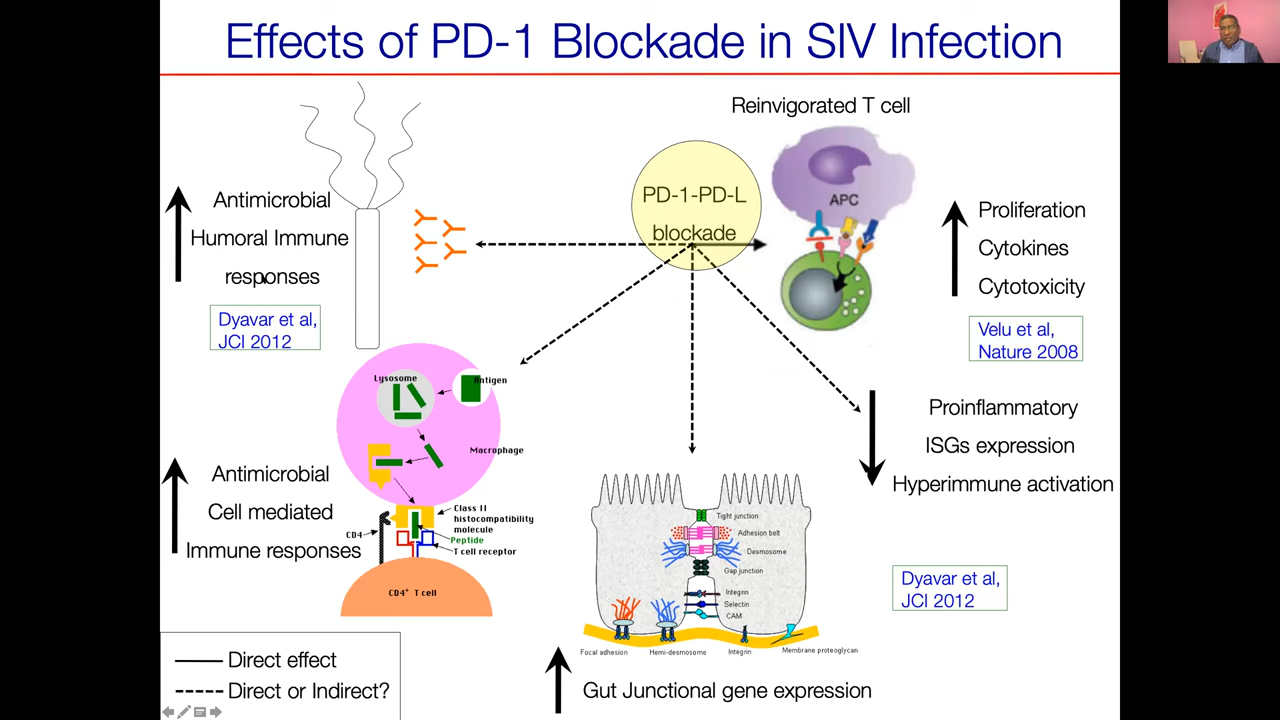 Effects of PD-1 Blockade in SIV Infection
Reinvigorated T cell
Antimicrobial
Humoral Immune
responses
Dyavar et al,
JCI 2012
PD-1-PD-L
blockade
APC
Proliferation
Cytokines
Cytotoxicity
Velu et al,
Nature 2008
Lysosome
Antigen
Macrophage
Antimicrobial
Cell mediated
Immune responses
CD4
Class II
histocompatibility
molecule
Peptide
T cell receptor
CD4+ T cell
Proinflammatory
ISGs expression
Hyperimmune activation
Dyavar et al,
JCI 2012
Tight junction
Adhesion belt
Desmosome
Gap junction
Integrin
Selectin
CAM
Focal adhesion
Hemi-desmosome
Integrin
Membrane proteoglycan
Gut Junctional gene expression
Direct effect
Direct or Indirect?